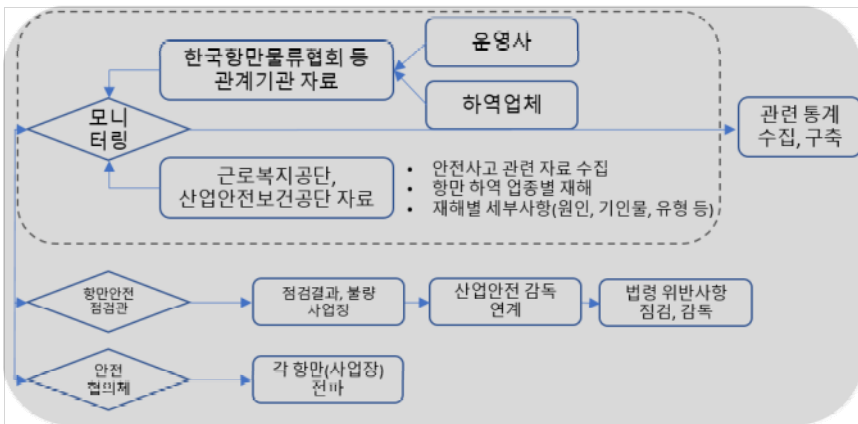 한국항만물류협회 등
관계기관 자료
운영사
하역업체
모니
터링
관련 통계
수집, 구축
근로복지공단,
산업안전보건공단 자료
• 안전사고 관련 자료 수집
• 항만 하역 업종별 재해
• 재해별 세부사항(원인, 기인물, 유형 등)
항만안전
점검관
점검결과, 불량
사업장
산업안전 감독
연계
법령 위반사항
점검, 감독
안전
협의체
각 항만(사업장)
전파